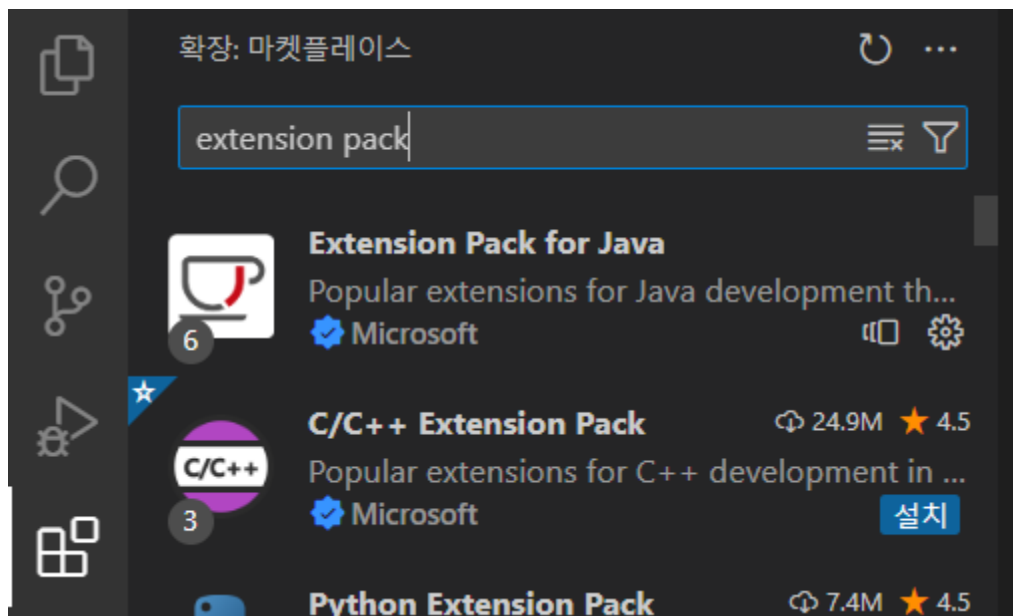 확장: 마켓플레이스
extension pack
Extension Pack for Java
Popular extensions for Java development th...
6
Microsoft
C/C++ Extension Pack 24.9M 4.5
C/C++
Popular extensions for C++ development in ...
3
Microsoft 설치
Python Extension Pack 7.4M 4.5